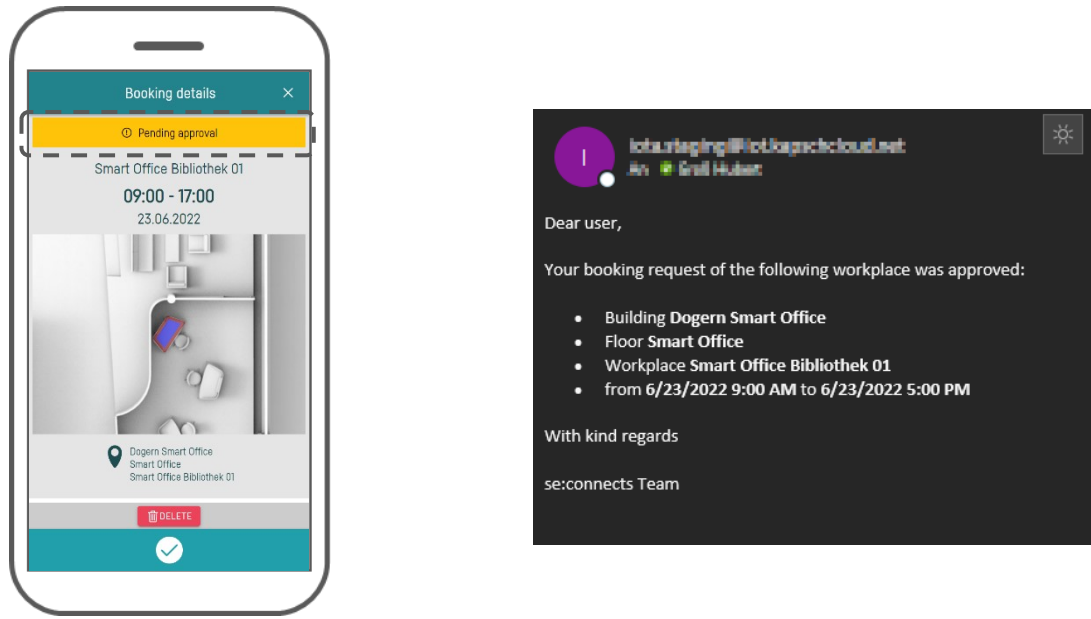 Booking details
Pending approval
Smart Office Bibliothek 01
09:00 - 17:00
23.06.2022
Dogern Smart Office
Smart Office
Smart Office Bibliothek 01
DELETE
I
An
Dear user,
Your booking request of the following workplace was approved:
Building Dogern Smart Office
Floor Smart Office
Workplace Smart Office Bibliothek 01
from 6/23/2022 9:00 AM to 6/23/2022 5:00 PM
With kind regards
se:connects Team